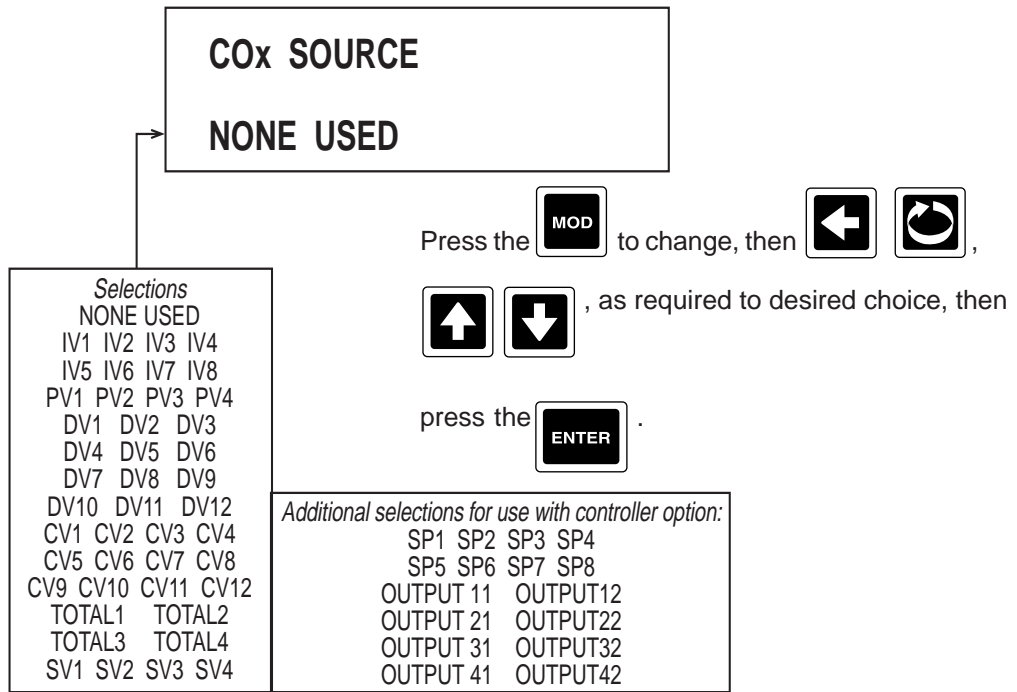 COx SOURCE
NONE USED
Press the MOD to change, then ,
, as required to desired choice, then
press the ENTER .
Selections
NONE USED
IV1 IV2 IV3 IV4
IV5 IV6 IV7 IV8
PV1 PV2 PV3 PV4
DV1 DV2 DV3
DV4 DV5 DV6
DV7 DV8 DV9
DV10 DV11 DV12
CV1 CV2 CV3 CV4
CV5 CV6 CV7 CV8
CV9 CV10 CV11 CV12
TOTAL1 TOTAL2
TOTAL3 TOTAL4
SV1 SV2 SV3 SV4
Additional selections for use with controller option:
SP1 SP2 SP3 SP4
SP5 SP6 SP7 SP8
OUTPUT 11 OUTPUT12
OUTPUT 21 OUTPUT22
OUTPUT 31 OUTPUT32
OUTPUT 41 OUTPUT42